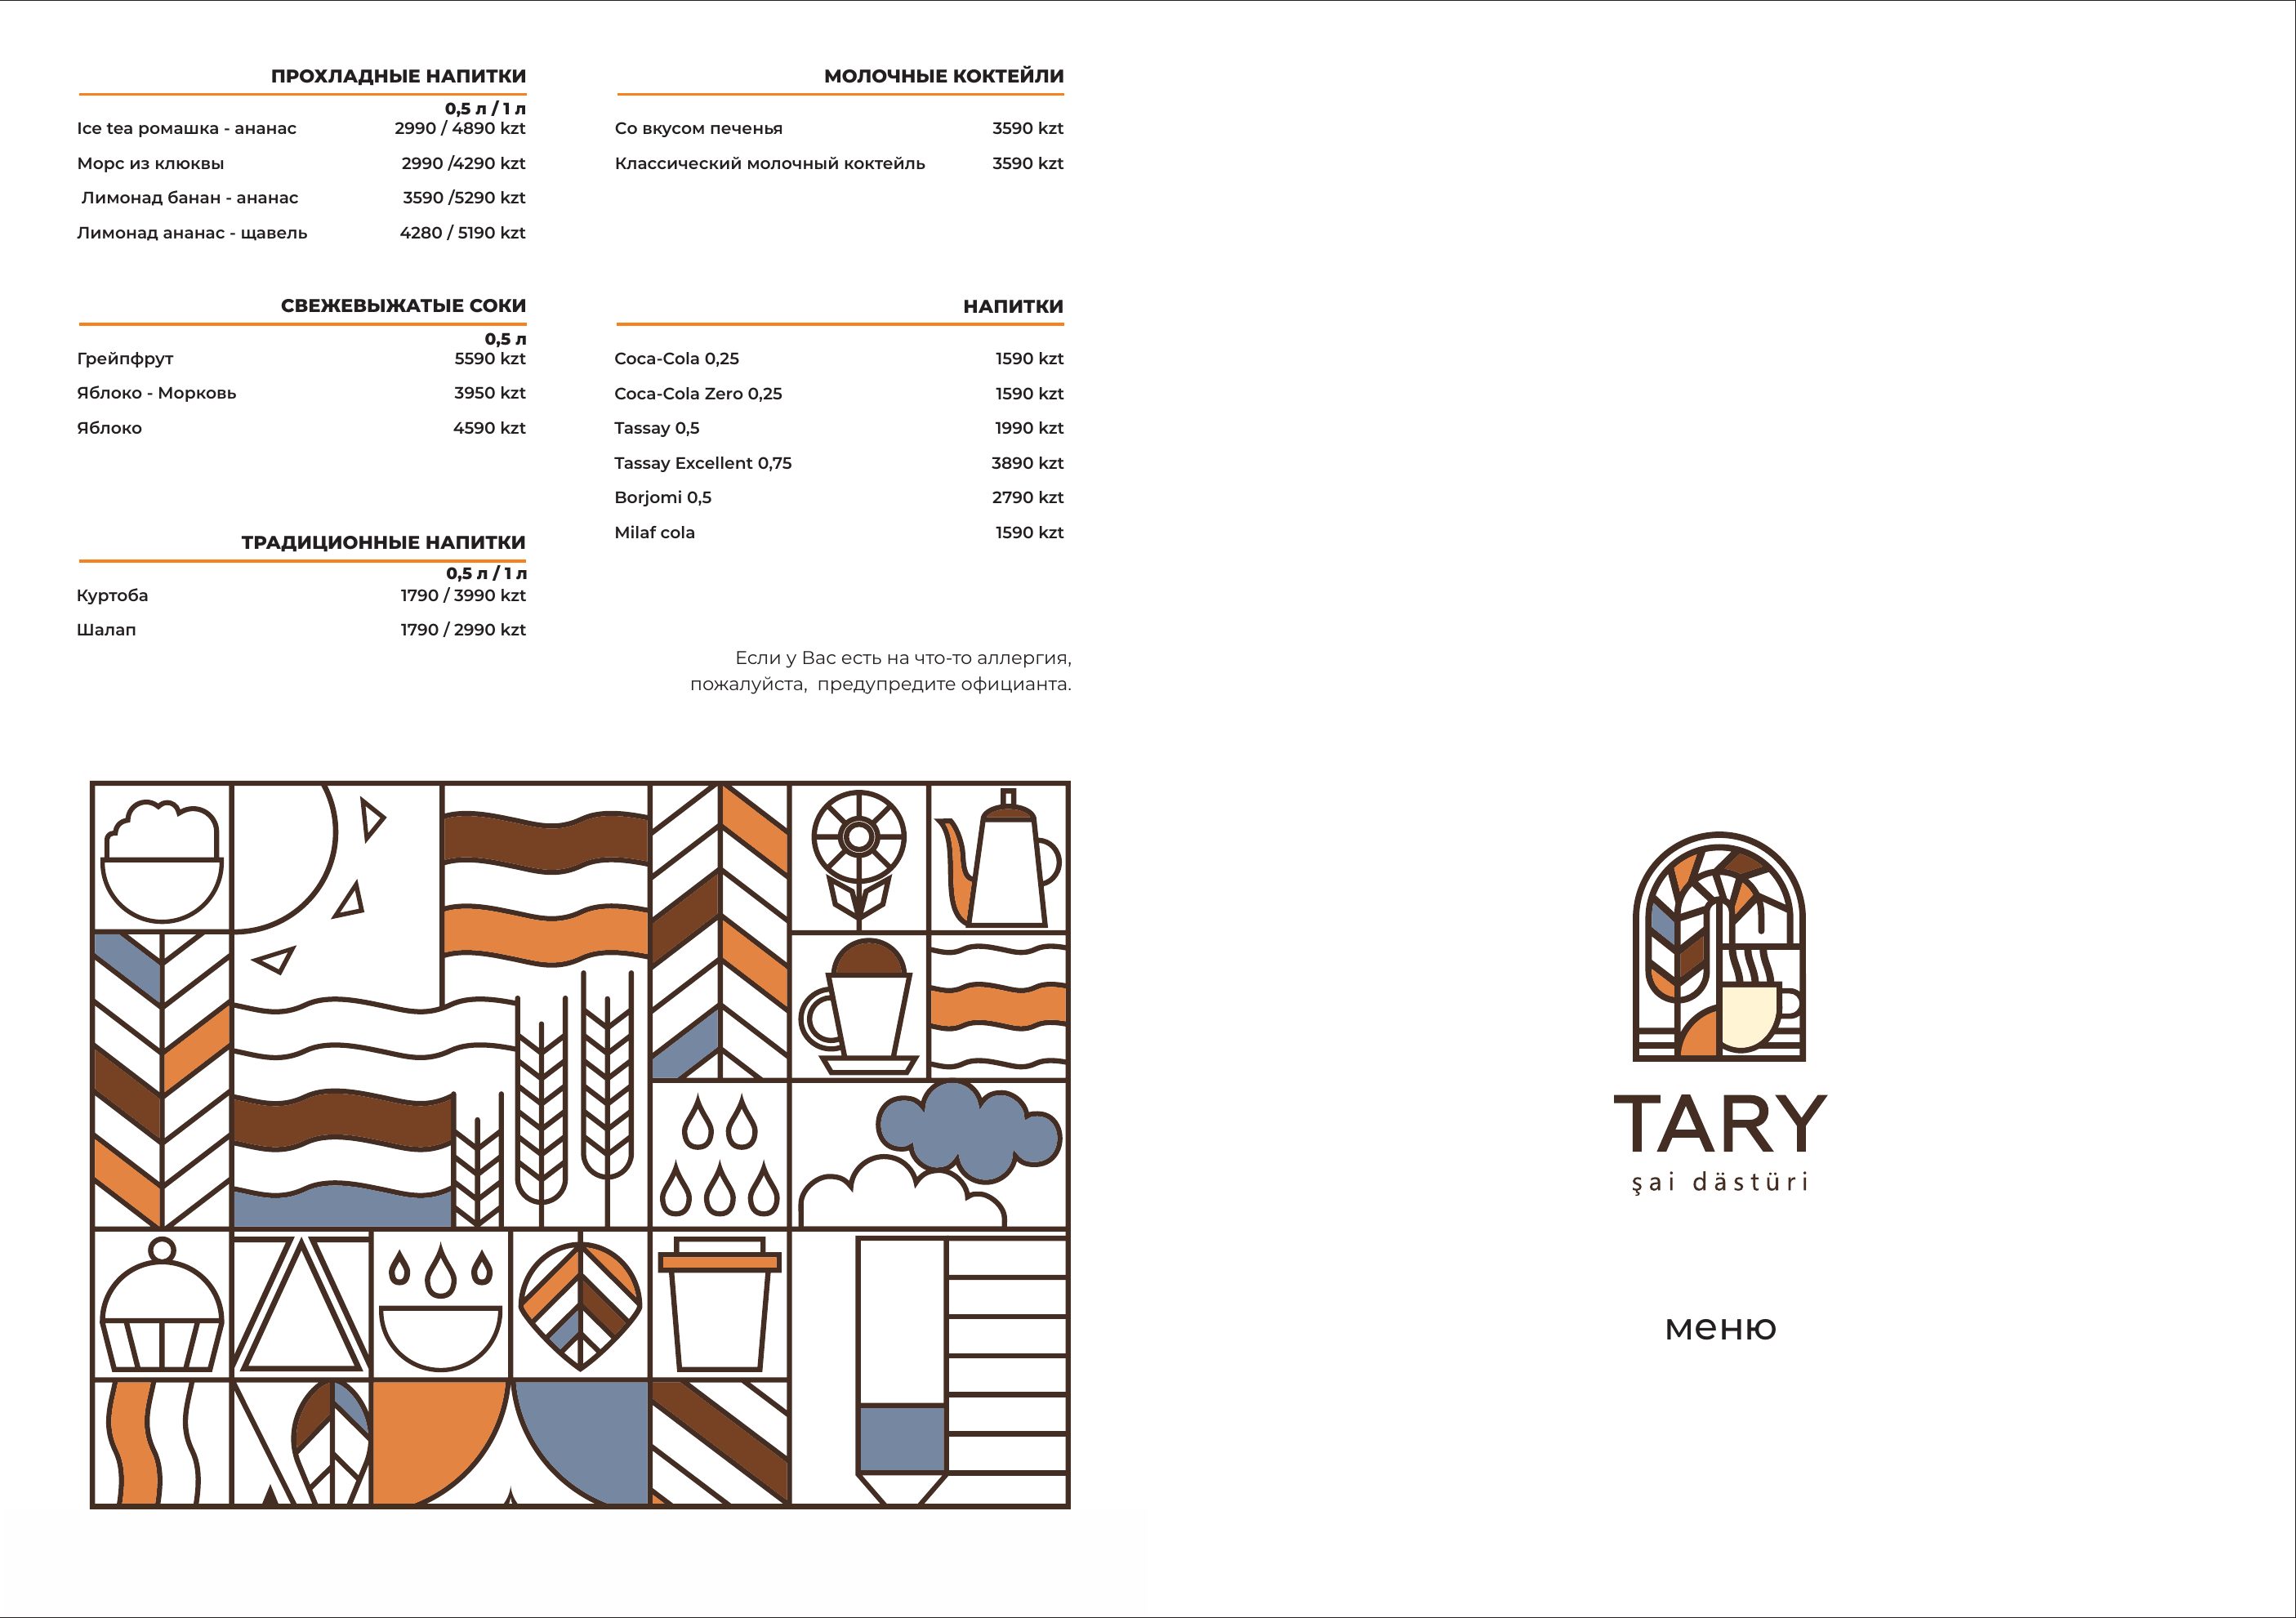 ПРОХЛАДНЫЕ НАПИТКИ
0,5 л / 1 л
Ice tea ромашка - ананас 2990 / 4890 kzt
Морс из клюквы 2990 /4290 kzt
Лимонад банан - ананас 3590 /5290 kzt
Лимонад ананас - щавель 4280 / 5190 kzt
СВЕЖЕВЫЖАТЫЕ СОКИ
0,5 л
Грейпфрут 5590 kzt
Яблоко - Морковь 3950 kzt
Яблоко 4590 kzt
ТРАДИЦИОННЫЕ НАПИТКИ
0,5 л / 1 л
Куртоба 1790 / 3990 kzt
Шалап 1790 / 2990 kzt
МОЛОЧНЫЕ КОКТЕЙЛИ
Со вкусом печенья 3590 kzt
Классический молочный коктейль 3590 kzt
НАПИТКИ
Coca-Cola 0,25 1590 kzt
Coca-Cola Zero 0,25 1590 kzt
Tassay 0,5 1990 kzt
Tassay Excellent 0,75 3890 kzt
Borjomi 0,5 2790 kzt
Milaf cola 1590 kzt
Если у Вас есть на что-то аллергия,
пожалуйста, предупредите официанта.
TARY
şai dästüri
меню